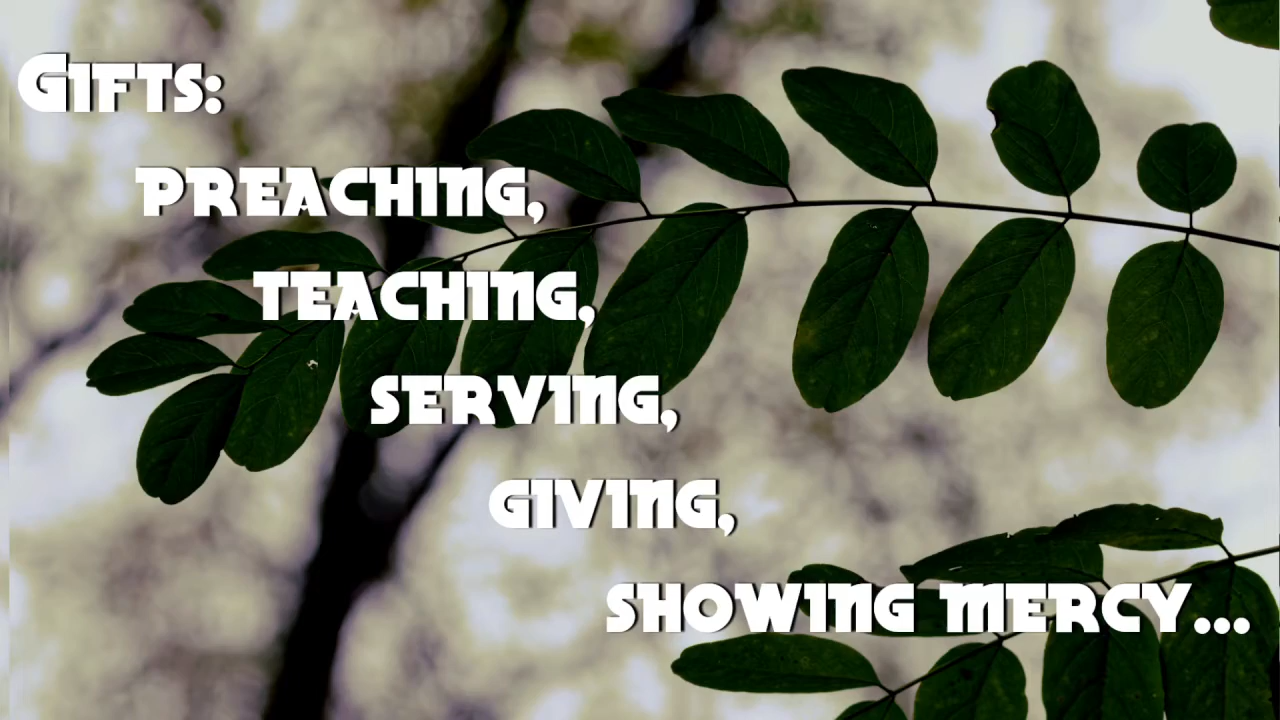 Gifts:
preaching,
teaching,
serving,
giving,
showing mercy...